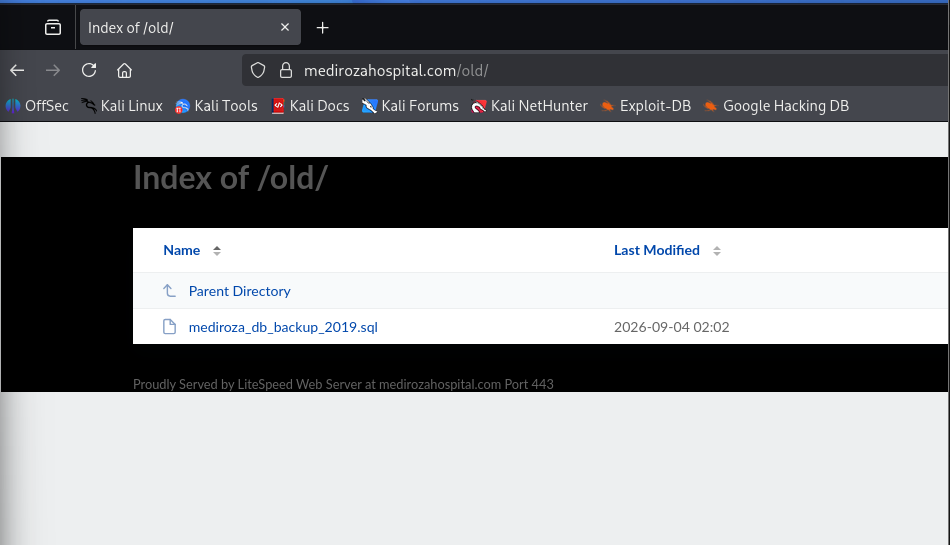 Index of /old/
medirozahospital.com/old/
OffSec Kali Linux Kali Tools Kali Docs Kali Forums Kali NetHunter Exploit-DB Google Hacking DB
Index of /old/
Name Last Modified
Parent Directory
mediroza_db_backup_2019.sql 2026-09-04 02:02
Proudly Served by LiteSpeed Web Server at medirozahospital.com Port 443